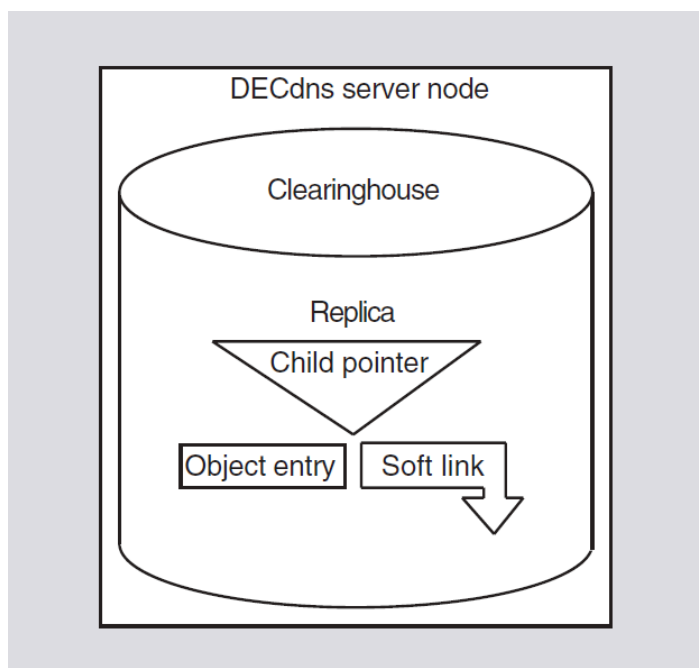 DECdns server node
Clearinghouse
Replica
Child pointer
Object entry
Soft link